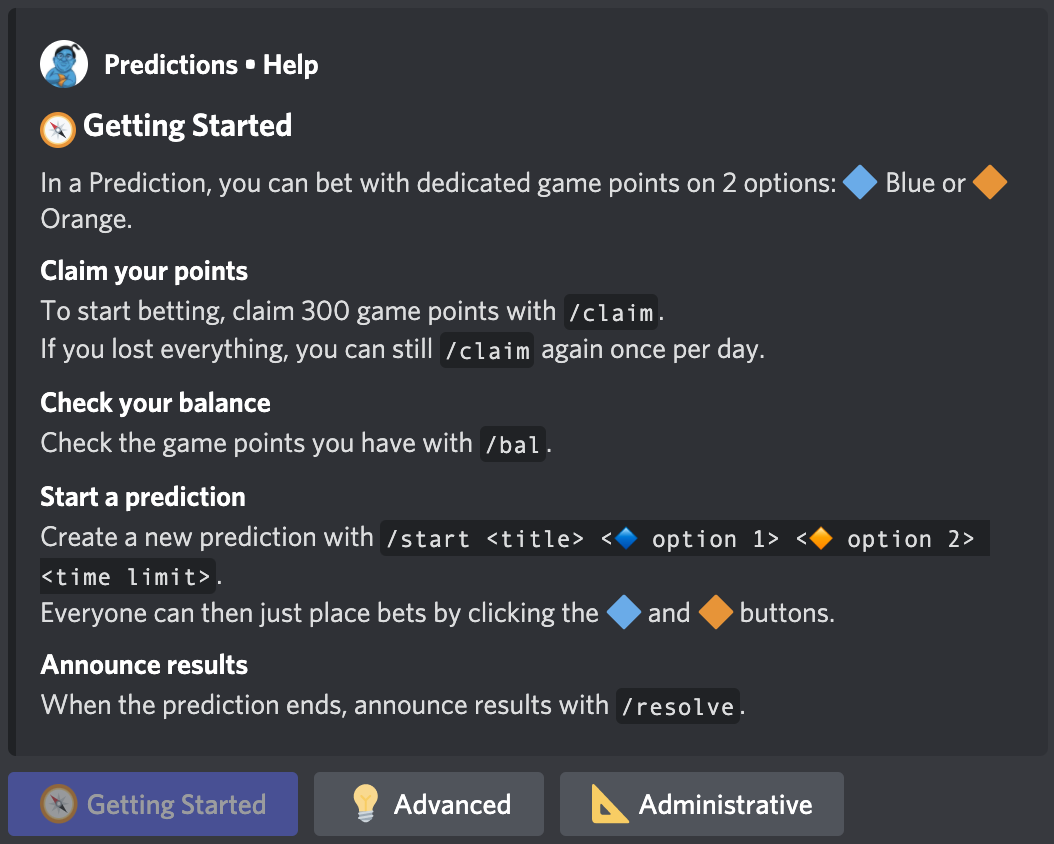 Predictions • Help
Getting Started
In a Prediction, you can bet with dedicated game points on 2 options: 🔷 Blue or 🔶
Orange.
Claim your points
To start betting, claim 300 game points with /claim.
If you lost everything, you can still /claim again once per day.
Check your balance
Check the game points you have with /bal.
Start a prediction
Create a new prediction with /start <title> <🔷 option 1> <🔶 option 2>
<time limit>.
Everyone can then just place bets by clicking the 🔷 and 🔶 buttons.
Announce results
When the prediction ends, announce results with /resolve.
Getting Started
Advanced
Administrative